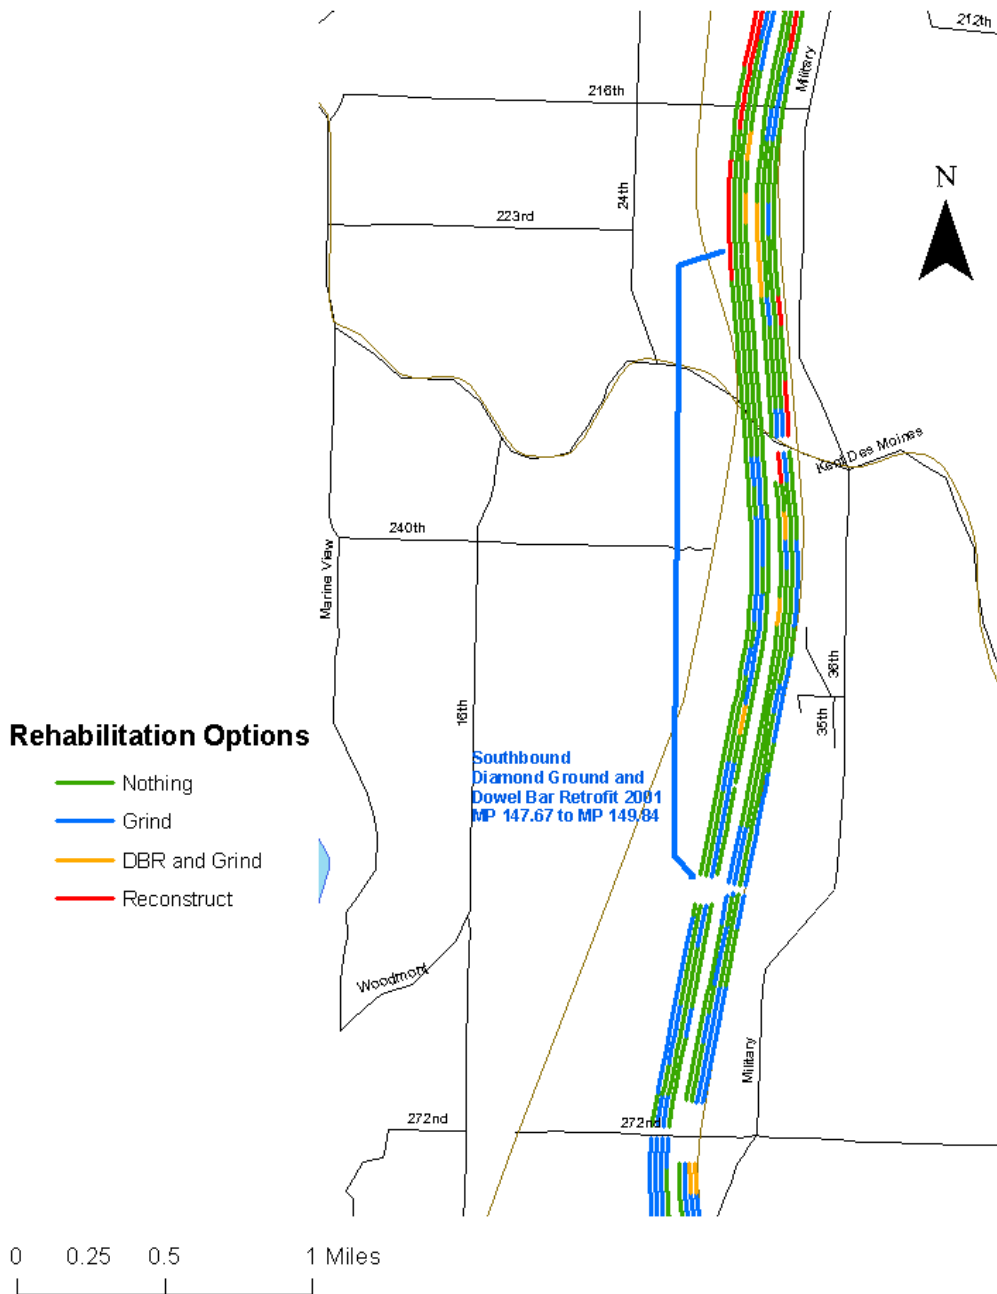 212th
Military
216th
N
24th
223rd
Kent Des Moines
240th
Marine View
36th
16th
35th
Rehabilitation Options
Nothing
Grind
DBR and Grind
Reconstruct
Southbound
Diamond Ground and
Dowel Bar Retrofit 2001
MP 147.67 to MP 149.84
Woodmont
Military
272nd
272nd
0 0.25 0.5 1 Miles